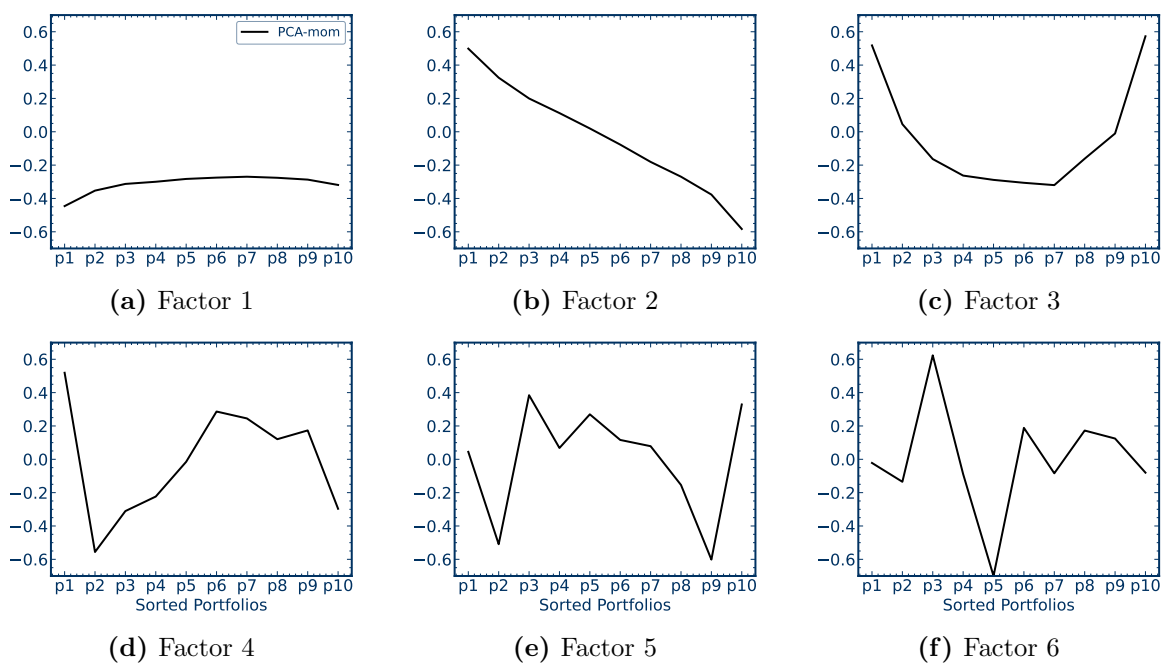 0.6 0.4 0.2 0.0 −0.2 −0.4 −0.6
PCA-mom
p1 p2 p3 p4 p5 p6 p7 p8 p9 p10
(a) Factor 1
0.6 0.4 0.2 0.0 −0.2 −0.4 −0.6
p1 p2 p3 p4 p5 p6 p7 p8 p9 p10
(b) Factor 2
0.6 0.4 0.2 0.0 −0.2 −0.4 −0.6
p1 p2 p3 p4 p5 p6 p7 p8 p9 p10
(c) Factor 3
0.6 0.4 0.2 0.0 −0.2 −0.4 −0.6
p1 p2 p3 p4 p5 p6 p7 p8 p9 p10
Sorted Portfolios
(d) Factor 4
0.6 0.4 0.2 0.0 −0.2 −0.4 −0.6
p1 p2 p3 p4 p5 p6 p7 p8 p9 p10
Sorted Portfolios
(e) Factor 5
0.6 0.4 0.2 0.0 −0.2 −0.4 −0.6
p1 p2 p3 p4 p5 p6 p7 p8 p9 p10
Sorted Portfolios
(f) Factor 6